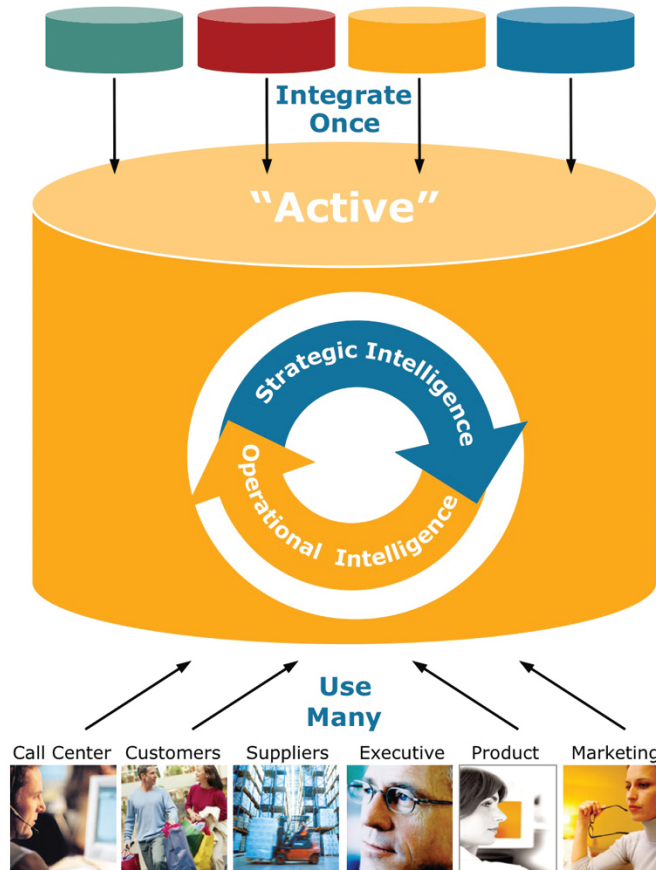 Integrate
Once
“Active”
Strategic Intelligence
Operational Intelligence
Use
Many
Call Center Customers Suppliers Executive Product Marketing